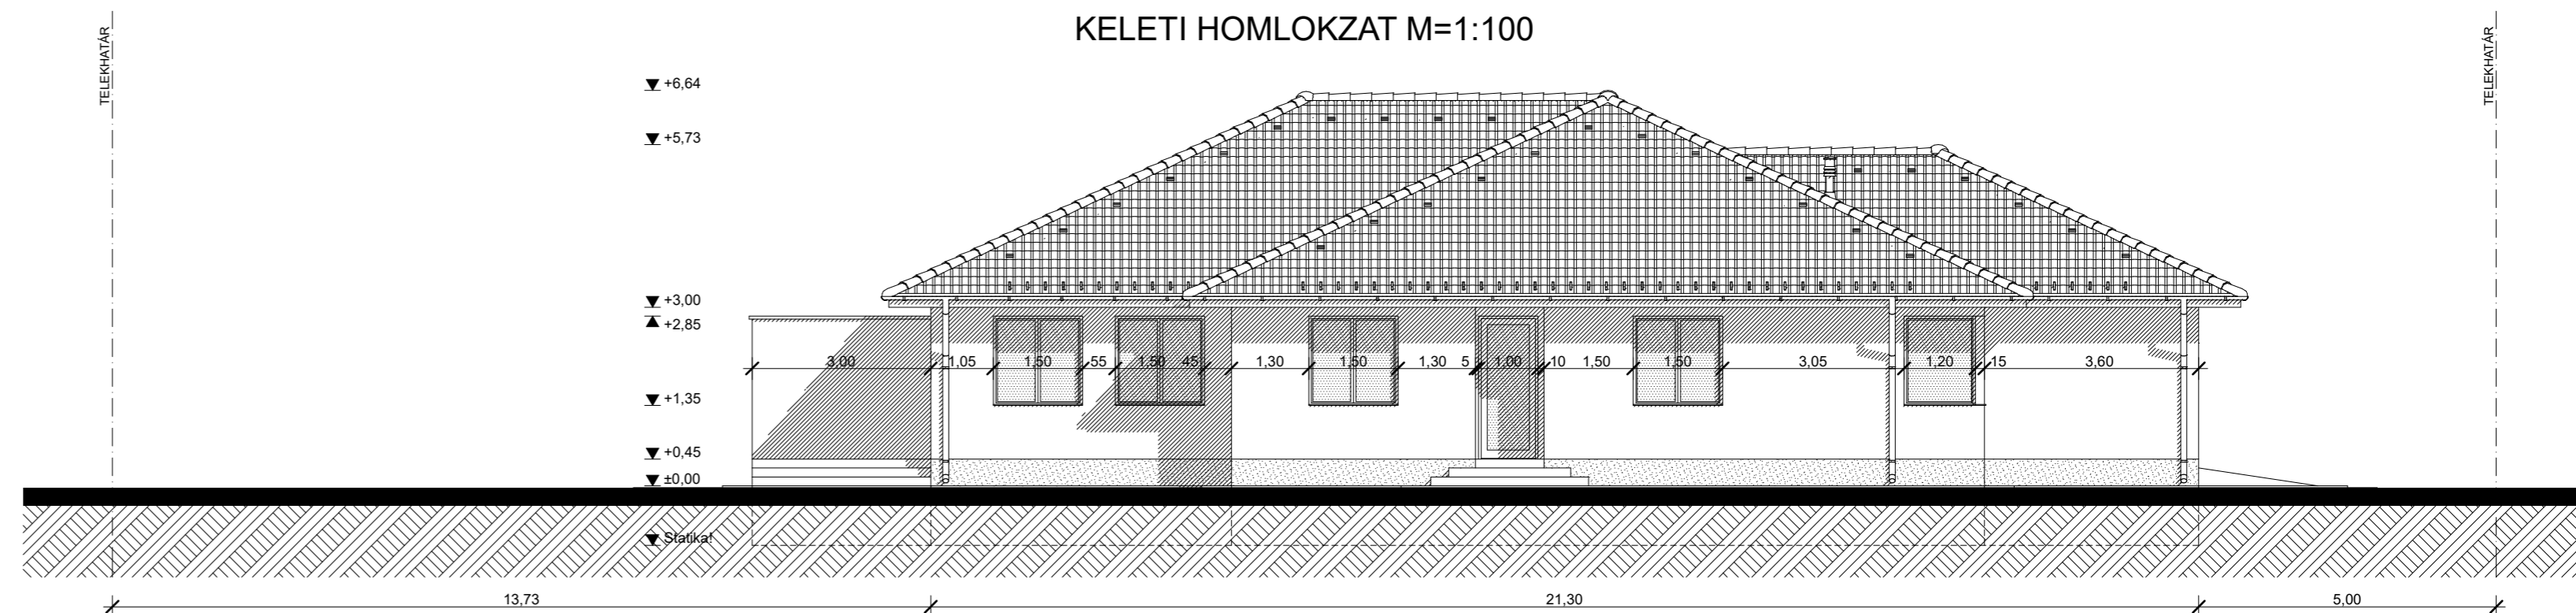 KELETI HOMLOKZAT M=1:100
TELEKHATÁR
TELEKHATÁR
+6,64
+5,73
+3,00
+2,85
3,00 1,05 1,50 55 1,50 45 1,30 1,50 1,30 5 1,00 10 1,50 1,50 3,05 1,20 15 3,60
+1,35
+0,45
±0,00
Statika!
13,73 21,30 5,00